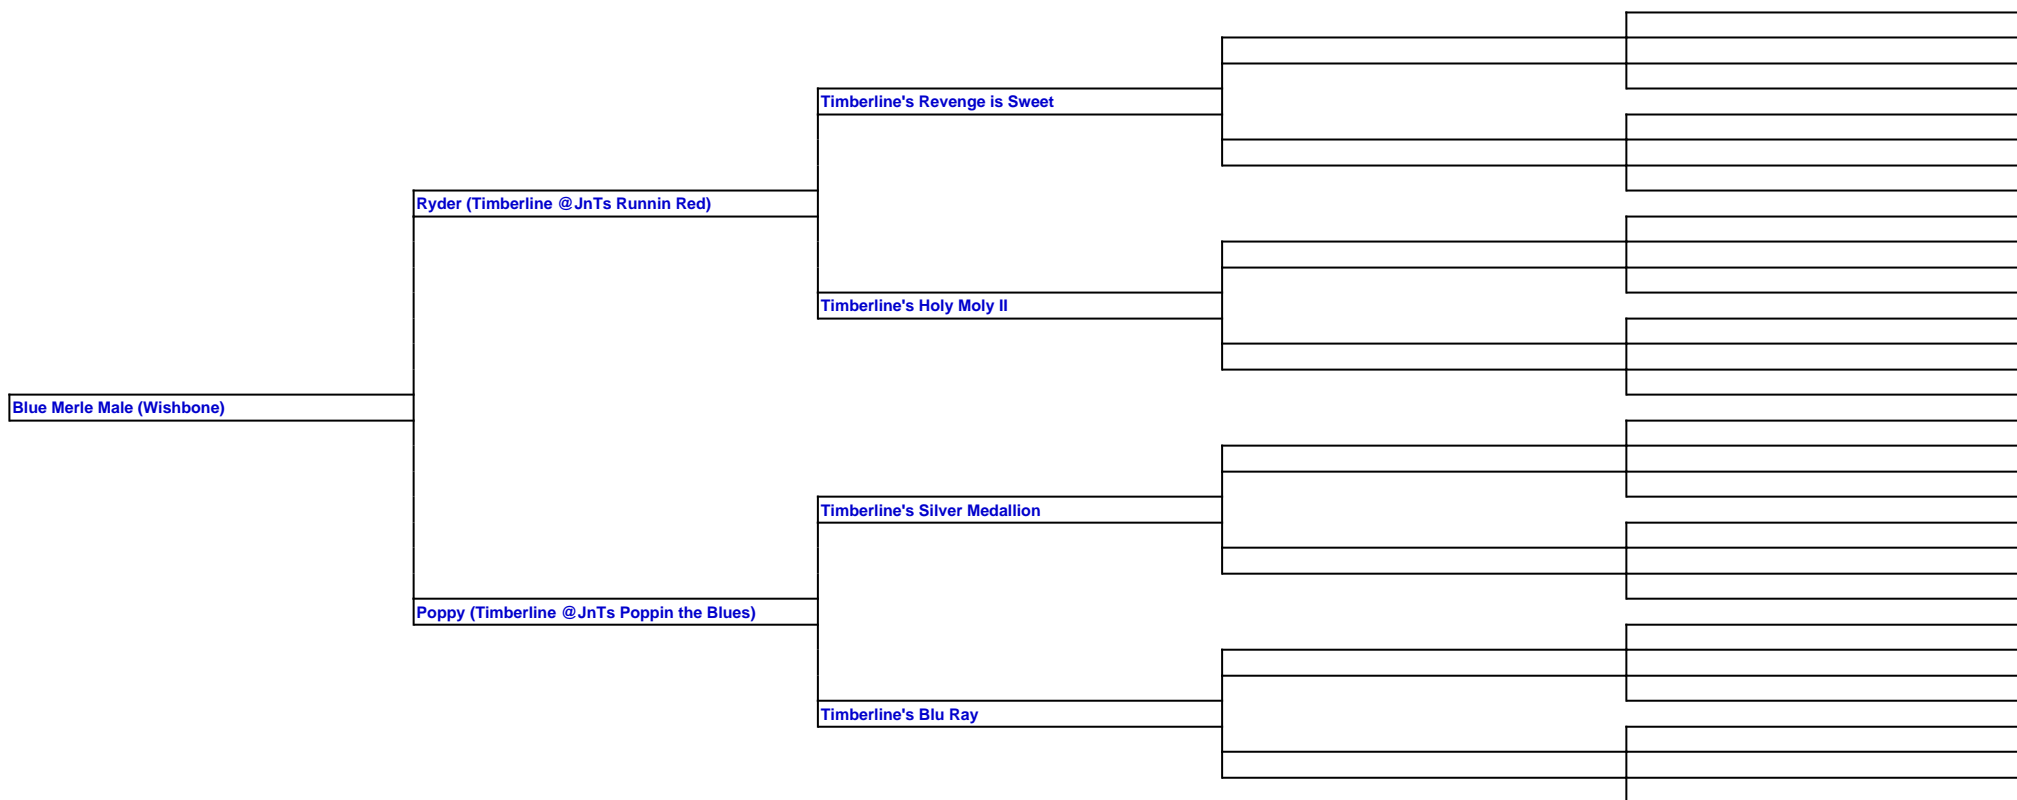 Timberline's Revenge is Sweet
Ryder (Timberline @JnTs Runnin Red)
Timberline's Holy Moly II
Blue Merle Male (Wishbone)
Timberline's Silver Medallion
Poppy (Timberline @JnTs Poppin the Blues)
Timberline's Blu Ray